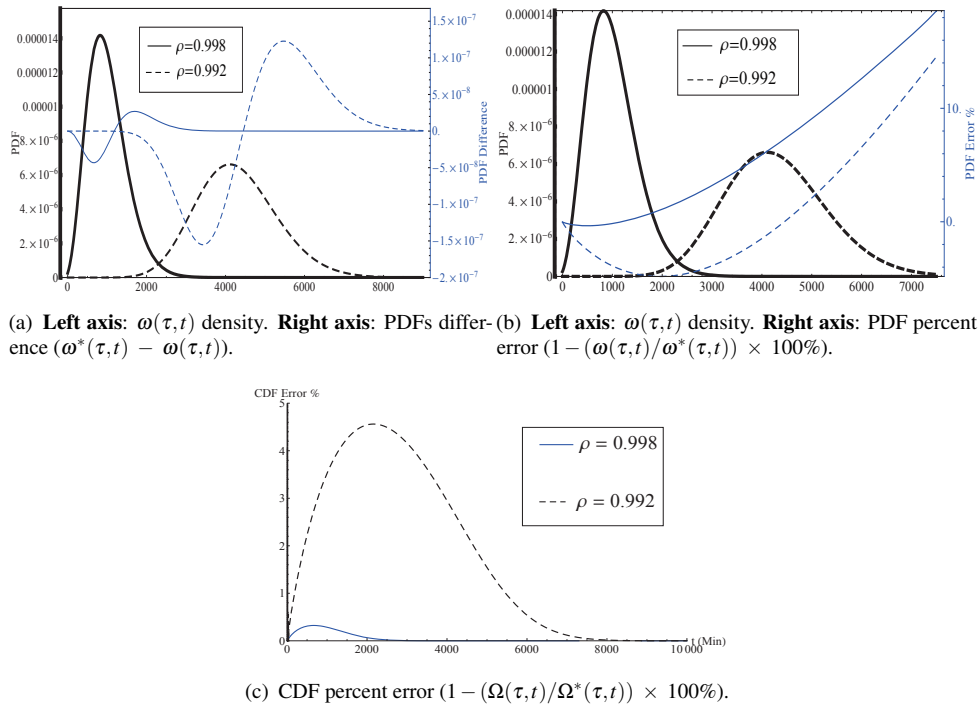 0.000014
0.000012
0.00001
8.×10⁻⁶
6.×10⁻⁶
4.×10⁻⁶
2.×10⁻⁶
0
PDF
ρ=0.998
ρ=0.992
0 2000 4000 6000 8000
1.5×10⁻⁷
1.×10⁻⁷
5.×10⁻⁸
0.
−5.×10⁻⁸
−1.×10⁻⁷
−1.5×10⁻⁷
−2.×10⁻⁷
PDF Difference
0.000014
0.000012
0.00001
8.×10⁻⁶
6.×10⁻⁶
4.×10⁻⁶
2.×10⁻⁶
0
PDF
ρ=0.998
ρ=0.992
0 1000 2000 3000 4000 5000 6000 7000
10.
0.
PDF Error %
(a) Left axis: ω(τ,t) density. Right axis: PDFs differ-
ence (ω*(τ,t) − ω(τ,t)).
(b) Left axis: ω(τ,t) density. Right axis: PDF percent
error (1−(ω(τ,t)/ω*(τ,t)) × 100%).
CDF Error %
5
4
3
2
1
0
ρ = 0.998
ρ = 0.992
0 2000 4000 6000 8000 10 000
t (Min)
(c) CDF percent error (1−(Ω(τ,t)/Ω*(τ,t)) × 100%).